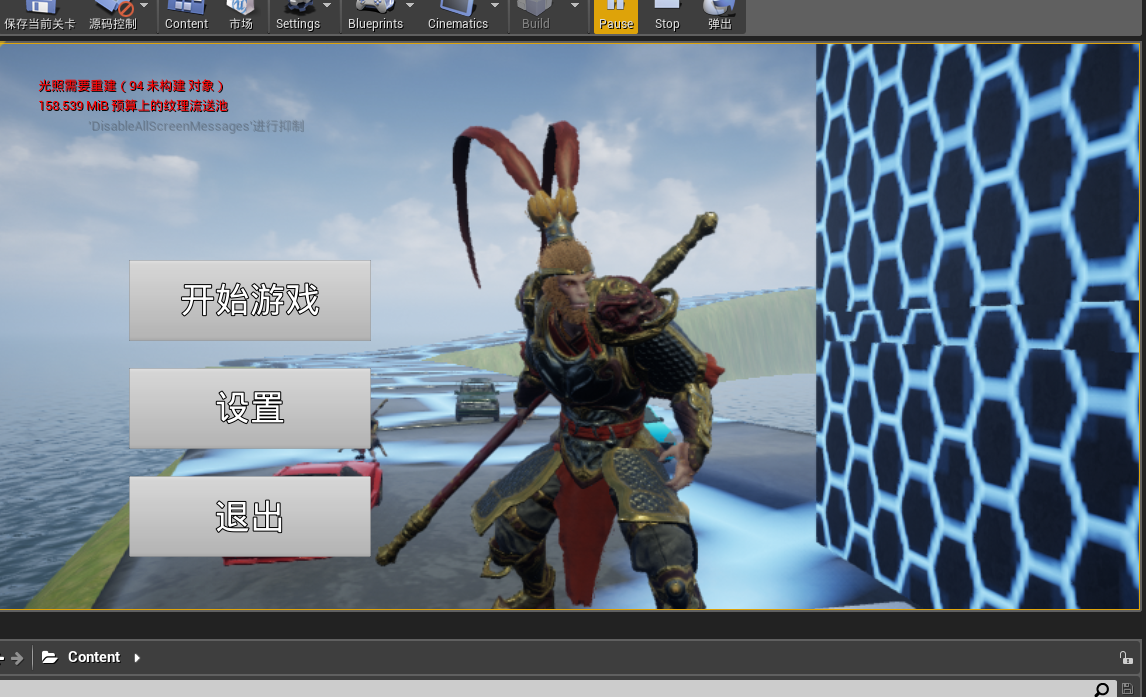 保存当前关卡
源码控制
Content
市场
Settings
Blueprints
Cinematics
Build
Pause
Stop
弹出
光照需要重建（94 未构建 对象）
158.539 MiB 预算上的纹理流送池
'DisableAllScreenMessages'进行抑制
开始游戏
设置
退出
Content